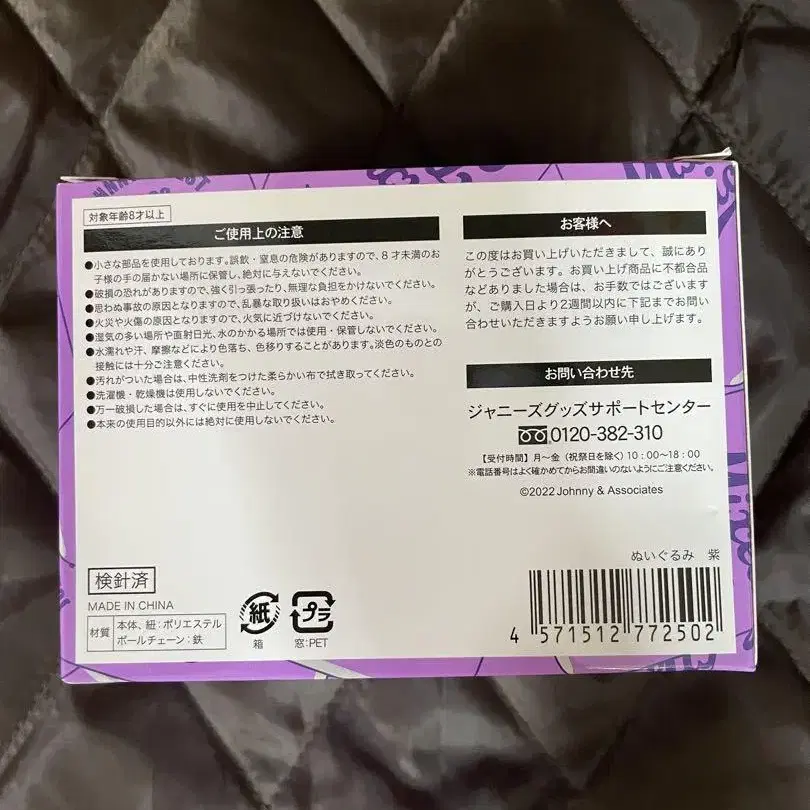 対象年齢8才以上
ご使用上の注意
●小さな部品を使用しております。誤飲・窒息の危険がありますので、8才未満のお
子様の手の届かない場所に保管し、絶対に与えないでください。
●破損の恐れがありますので、強く引っ張ったり、無理な負担をかけないでください。
●思わぬ事故の原因となりますので、乱暴な取り扱いはおやめください。
●火災や火傷の原因となりますので、火気に近づけないでください。
●湿気の多い場所や直射日光、水のかかる場所では使用・保管しないでください。
●水濡れや汗、摩擦などにより色落ち、色移りすることがあります。淡色のものとの
接触には十分ご注意ください。
●汚れがついた場合は、中性洗剤をつけた柔らかい布で拭き取ってください。
●洗濯機・乾燥機は使用しないでください。
●万一破損した場合は、すぐに使用を中止してください。
●本来の使用目的以外には絶対に使用しないでください。
検針済
MADE IN CHINA
材質
本体、紐:ポリエステル
ボールチェーン:鉄
紙
箱
プラ
窓:PET
お客様へ
この度はお買い上げいただきまして、誠にあり
がとうございます。お買い上げ商品に不都合品
などありました場合は、お手数ではございます
が、ご購入日より2週間以内に下記までお問い
合わせいただきますようお願い申し上げます。
お問い合わせ先
ジャニーズグッズサポートセンター
0120-382-310
【受付時間】月～金(祝祭日を除く)10:00～18:00
※電話番号はよく確かめてからお間違いのないようにご注意ください。
©2022 Johnny & Associates
ぬいぐるみ 紫
4 571512 772502